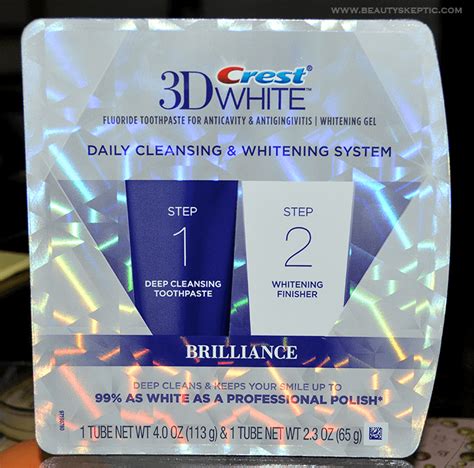 WWW.BEAUTYSKEPTIC.COM
Crest
3DWHITE™
FLUORIDE TOOTHPASTE FOR ANTICAVITY & ANTIGINGIVITIS | WHITENING GEL
DAILY CLEANSING & WHITENING SYSTEM
STEP
1
DEEP CLEANSING
TOOTHPASTE
STEP
2
WHITENING
FINISHER
BRILLIANCE
DEEP CLEANS & KEEPS YOUR SMILE UP TO
99% AS WHITE AS A PROFESSIONAL POLISH*
1 TUBE NET WT 4.0 OZ (113 g) & 1 TUBE NET WT 2.3 OZ (65 g)